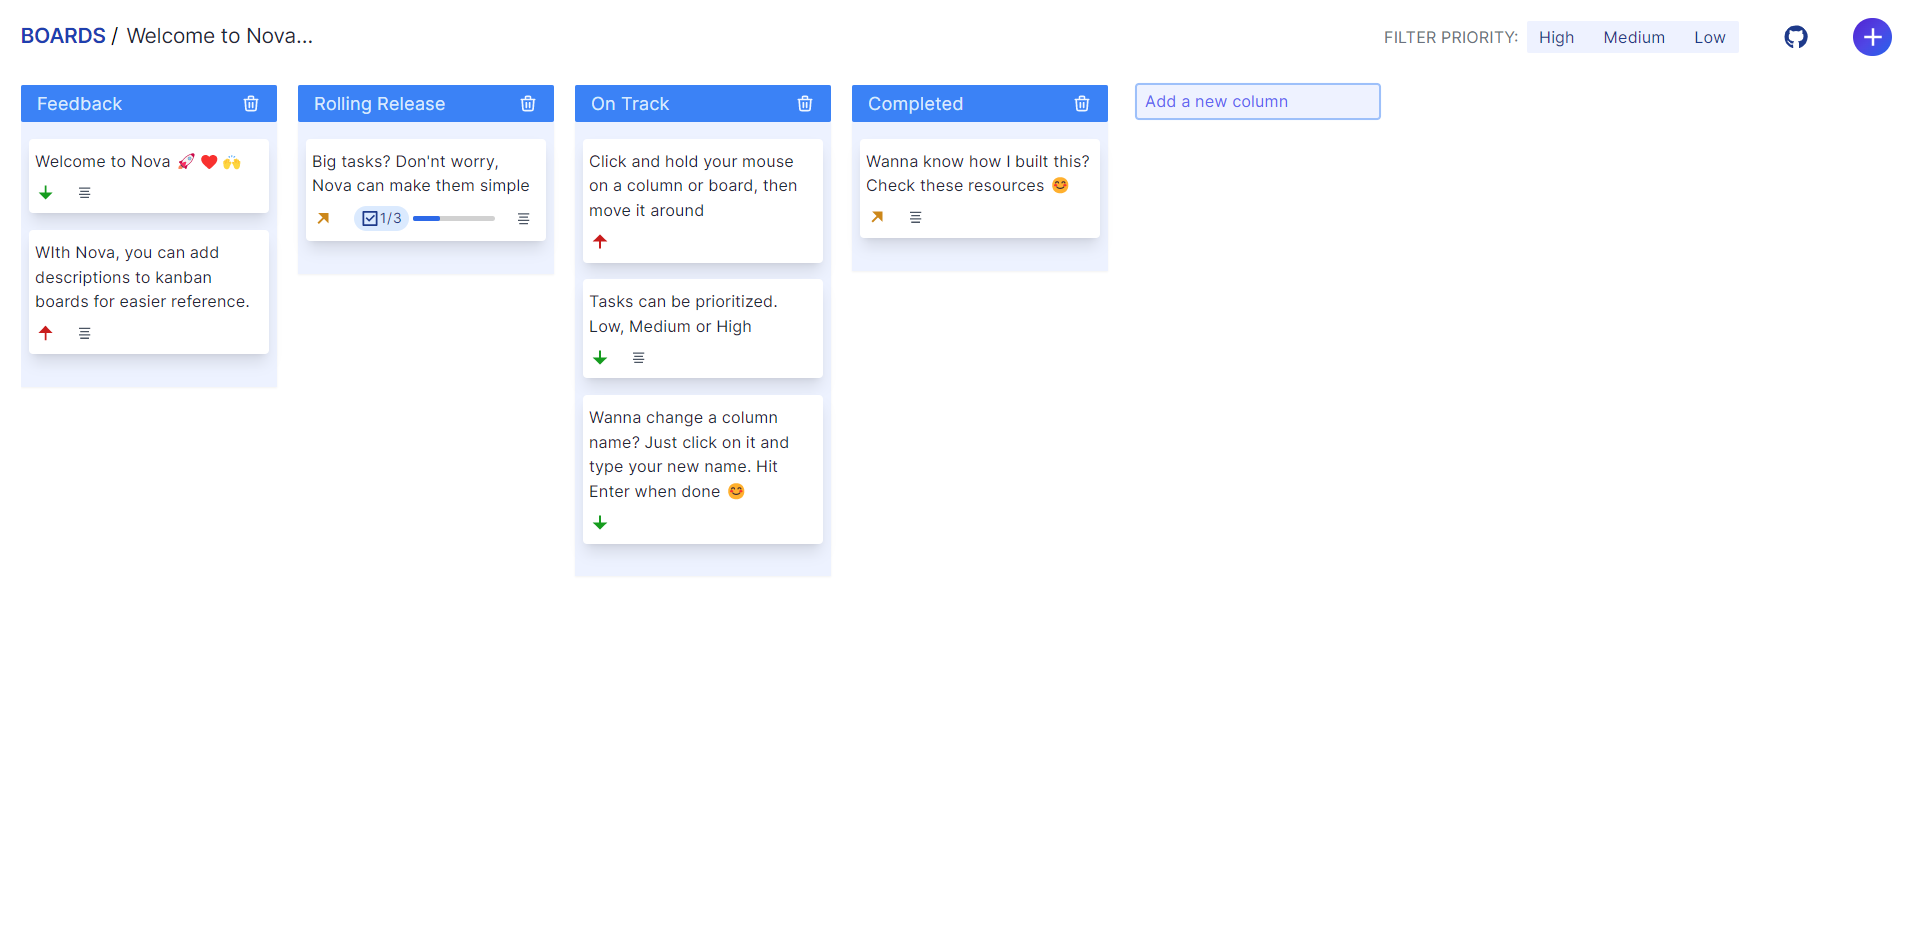 BOARDS / Welcome to Nova...
FILTER PRIORITY: High Medium Low
Feedback
Welcome to Nova 🚀 ❤️ 🙌
WIth Nova, you can add
descriptions to kanban
boards for easier reference.
Rolling Release
Big tasks? Don'nt worry,
Nova can make them simple
1/3
On Track
Click and hold your mouse
on a column or board, then
move it around
Tasks can be prioritized.
Low, Medium or High
Wanna change a column
name? Just click on it and
type your new name. Hit
Enter when done 😊
Completed
Wanna know how I built this?
Check these resources 😊
Add a new column